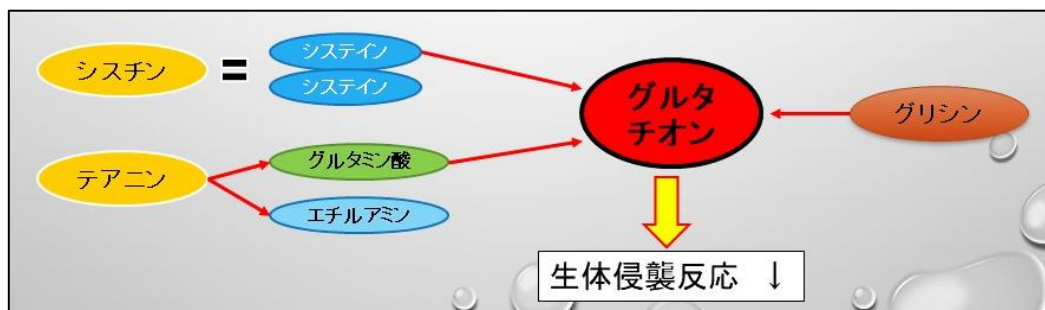 シスチン
=
システイン
システイン
グルタ
チオン
グリシン
テアニン
グルタミン酸
エチルアミン
生体侵襲反応 ↓